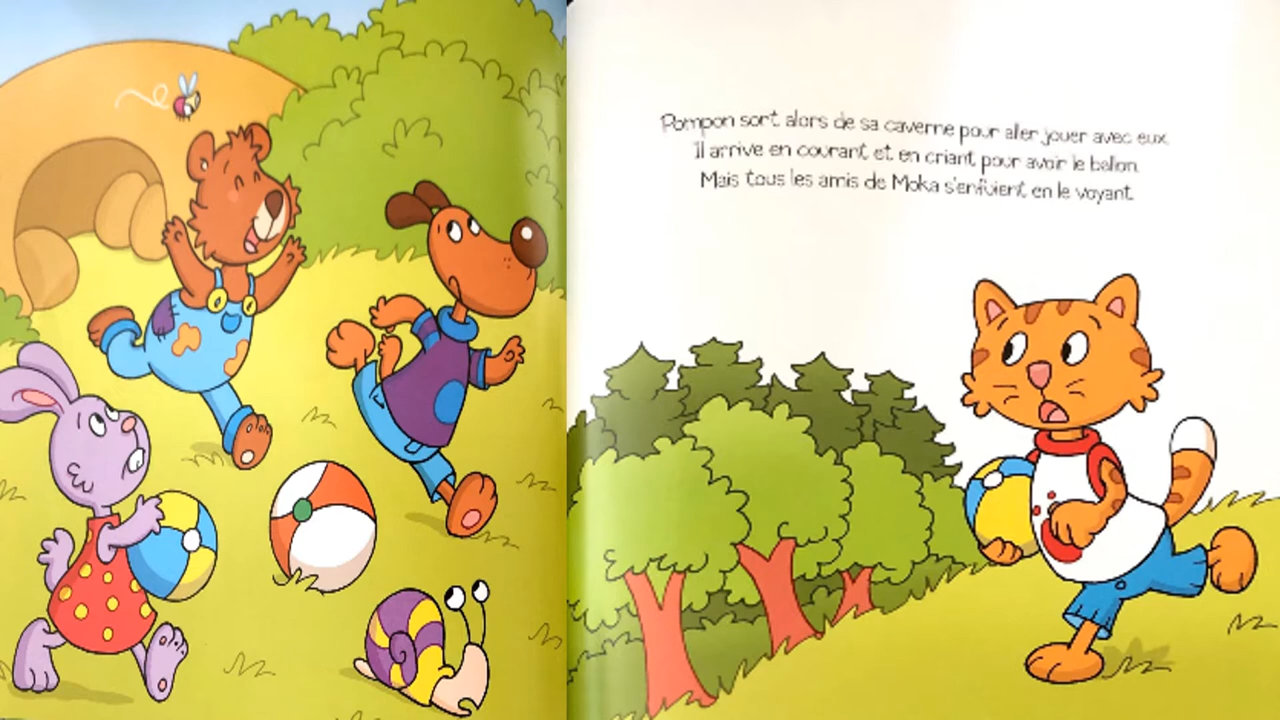 Pompon sort alors de sa caverne pour aller jouer avec eux.
Il arrive en courant et en criant pour avoir le ballon.
Mais tous les amis de Moka s'enfuient en le voyant.